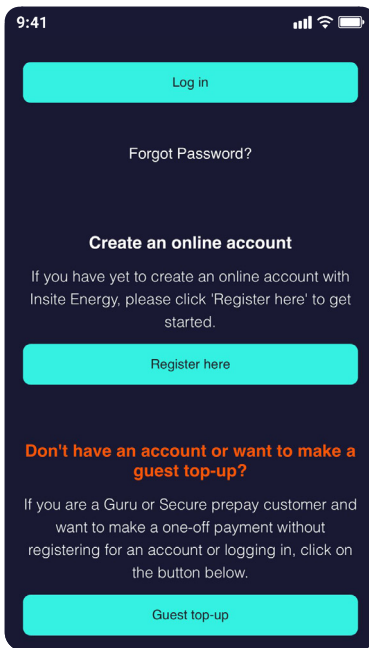 9:41
Log in
Forgot Password?
Create an online account
If you have yet to create an online account with
Insite Energy, please click 'Register here' to get
started.
Register here
Don't have an account or want to make a
guest top-up?
If you are a Guru or Secure prepay customer and
want to make a one-off payment without
registering for an account or logging in, click on
the button below.
Guest top-up